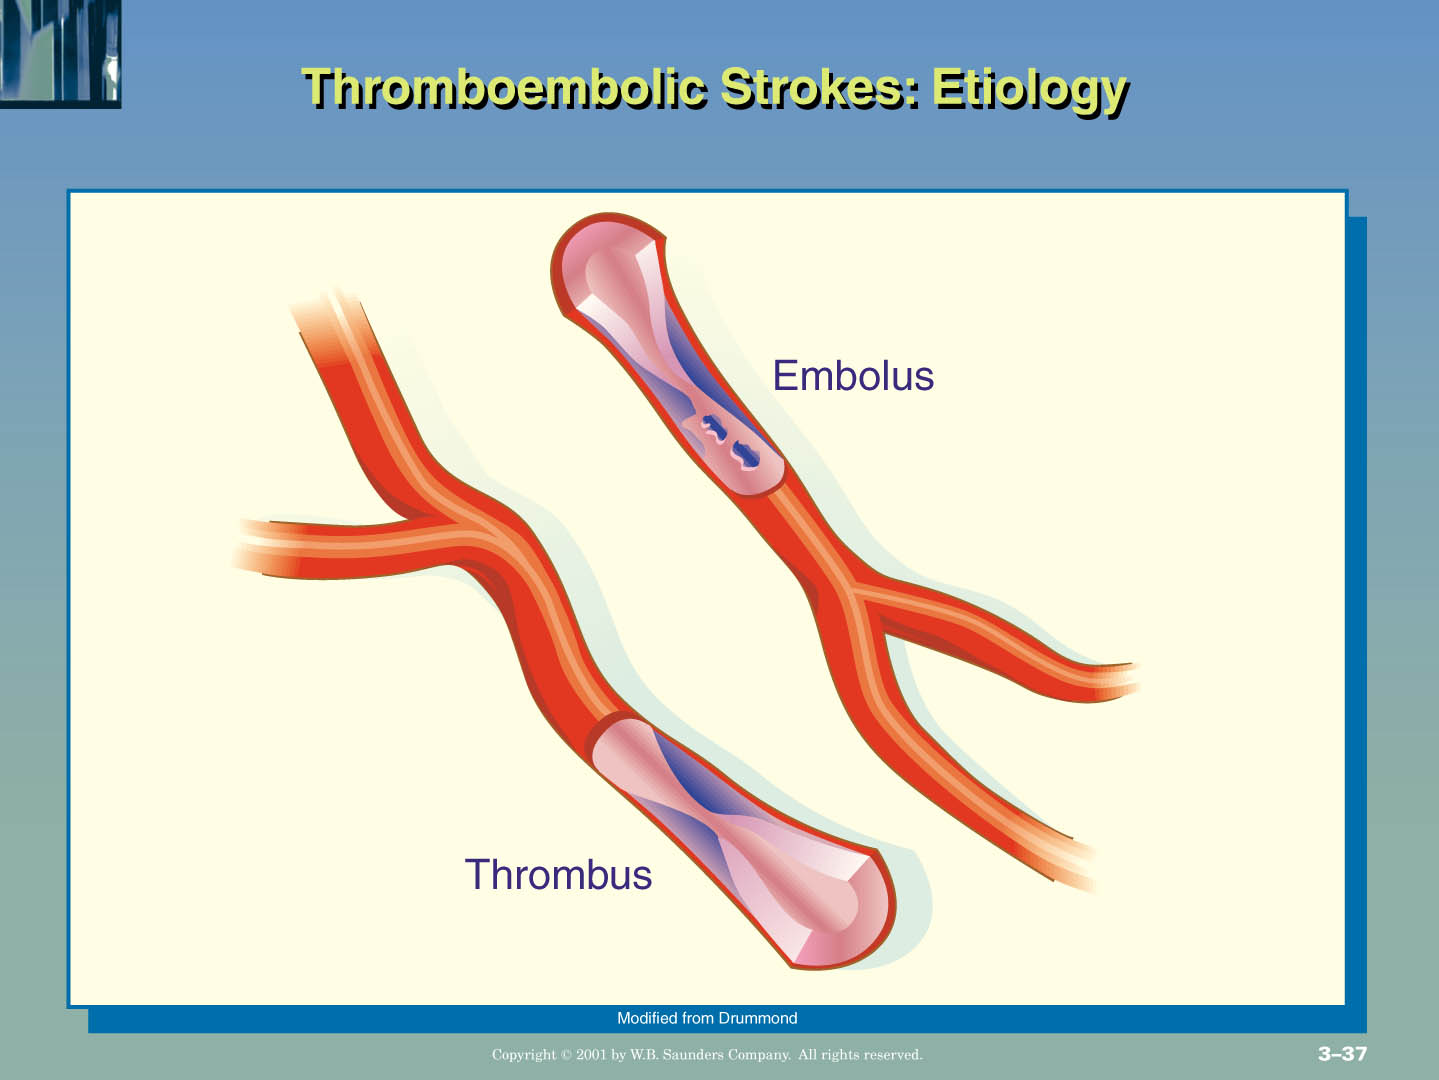 Thromboembolic Strokes: Etiology
Embolus
Thrombus
Modified from Drummond
Copyright © 2001 by W.B. Saunders Company. All rights reserved.
3–37